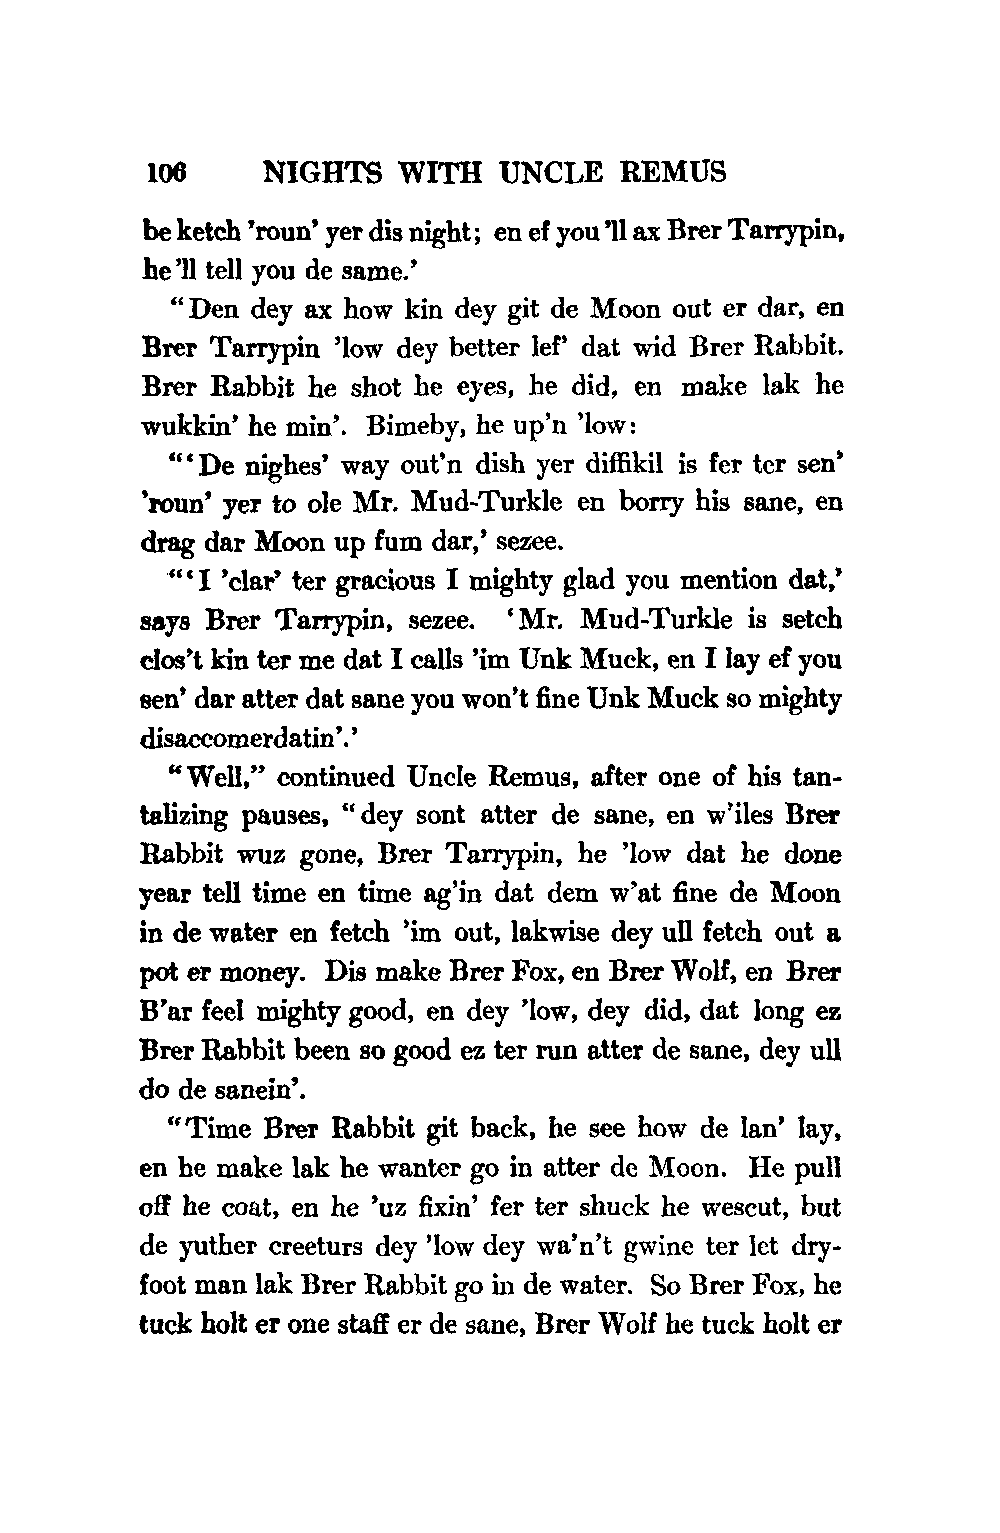 106 NIGHTS WITH UNCLE REMUS
be ketch 'roun' yer dis night; en ef you 'll ax Brer Tarrypin,
he 'll tell you de same.'
"Den dey ax how kin dey git de Moon out er dar, en
Brer Tarrypin 'low dey better lef' dat wid Brer Rabbit.
Brer Rabbit he shot he eyes, he did, en make lak he
wukkin' he min'. Bimeby, he up'n 'low:
"'De nighes' way out'n dish yer diffikil is fer ter sen'
'roun' yer to ole Mr. Mud-Turkle en borry his sane, en
drag dar Moon up fum dar,' sezee.
"'I 'clar' ter gracious I mighty glad you mention dat,'
says Brer Tarrypin, sezee. 'Mr. Mud-Turkle is setch
clos't kin ter me dat I calls 'im Unk Muck, en I lay ef you
sen' dar atter dat sane you won't fine Unk Muck so mighty
disaccomerdatin'.'
"Well," continued Uncle Remus, after one of his tan-
talizing pauses, "dey sont atter de sane, en w'iles Brer
Rabbit wuz gone, Brer Tarrypin, he 'low dat he done
year tell time en time ag'in dat dem w'at fine de Moon
in de water en fetch 'im out, lakwise dey ull fetch out a
pot er money. Dis make Brer Fox, en Brer Wolf, en Brer
B'ar feel mighty good, en dey 'low, dey did, dat long ez
Brer Rabbit been so good ez ter run atter de sane, dey ull
do de sanein'.
"Time Brer Rabbit git back, he see how de lan' lay,
en he make lak he wanter go in atter de Moon. He pull
off he coat, en he 'uz fixin' fer ter shuck he wescut, but
de yuther creeturs dey 'low dey wa'n't gwine ter let dry-
foot man lak Brer Rabbit go in de water. So Brer Fox, he
tuck holt er one staff er de sane, Brer Wolf he tuck holt er